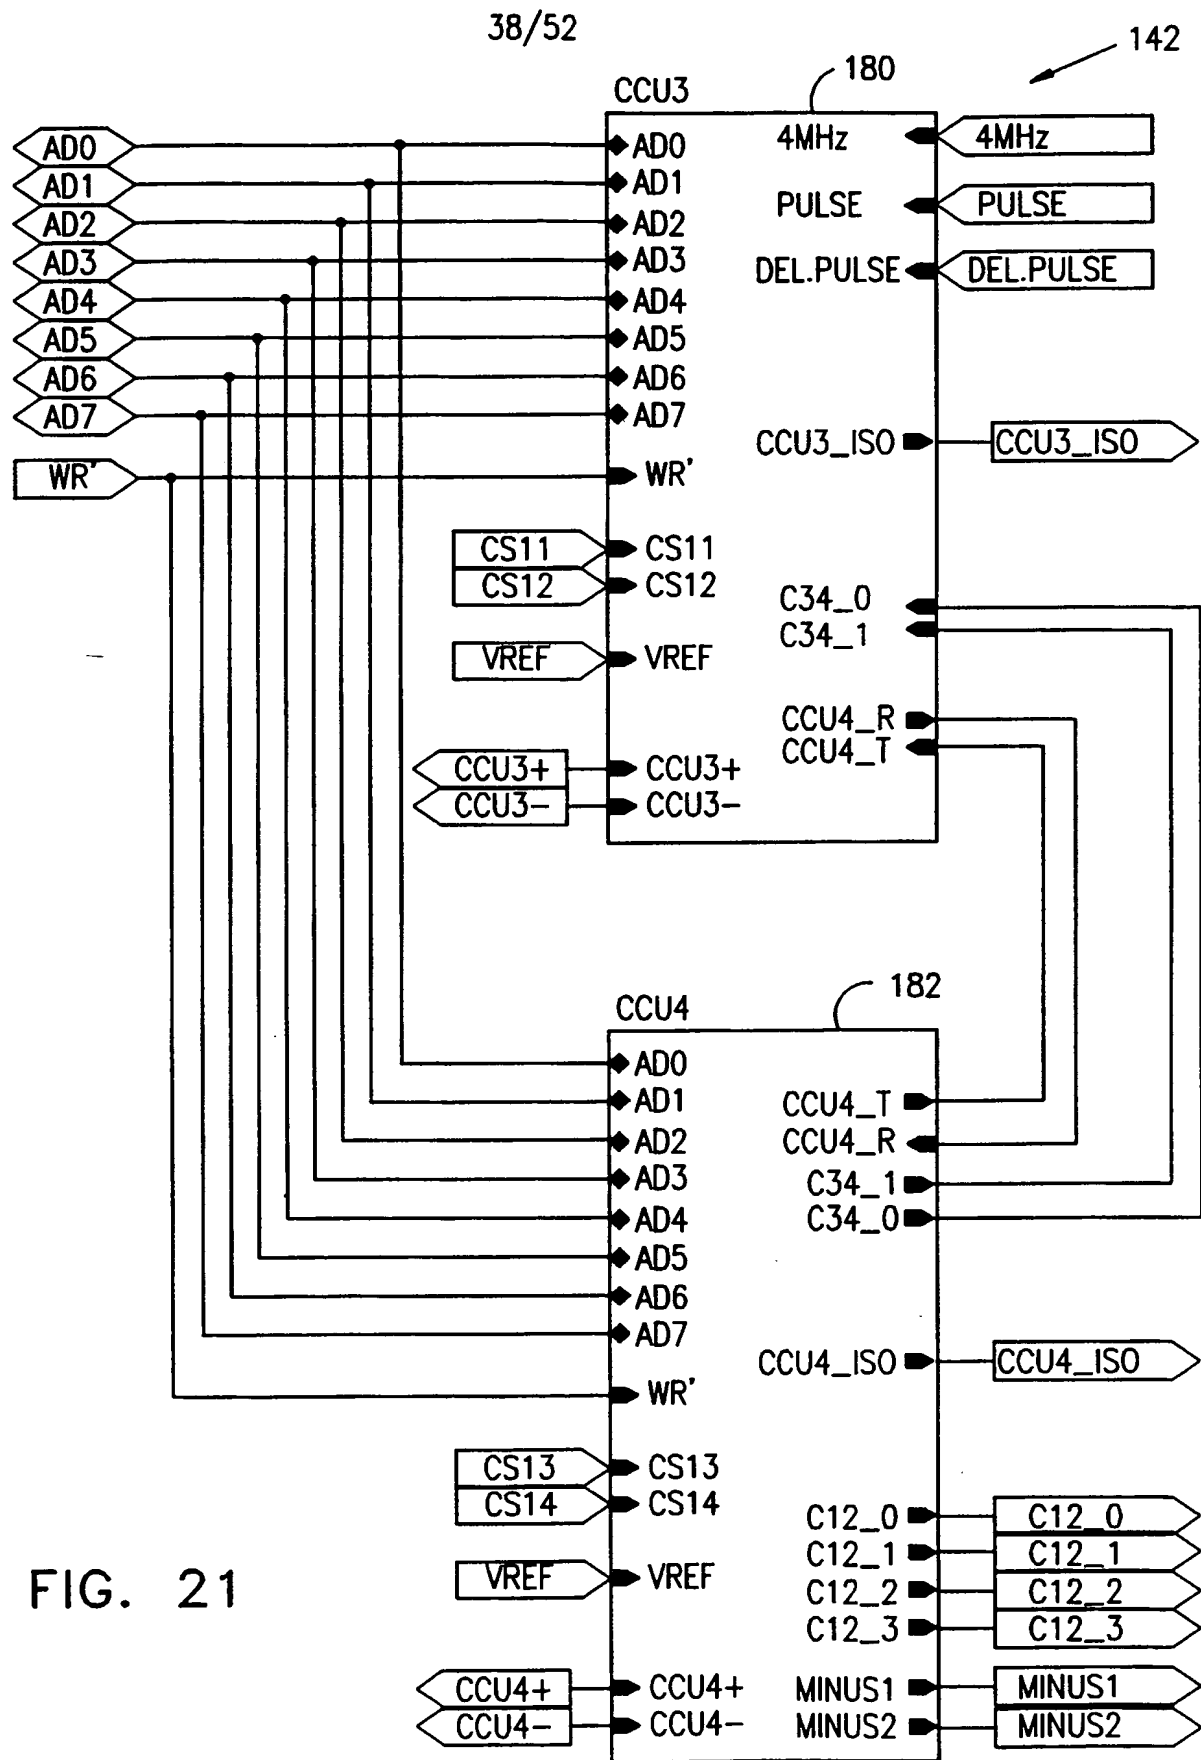 38/52
142
180
CCU3
AD0
AD1
AD2
AD3
AD4
AD5
AD6
AD7
WR'
CS11
CS12
VREF
CCU3+
CCU3-
AD0
AD1
AD2
AD3
AD4
AD5
AD6
AD7
WR'
CS11
CS12
VREF
CCU3+
CCU3-
4MHz
PULSE
DEL.PULSE
CCU3_ISO
C34_0
C34_1
CCU4_R
CCU4_T
4MHz
PULSE
DEL.PULSE
CCU3_ISO
182
CCU4
CS13
CS14
VREF
CCU4+
CCU4-
AD0
AD1
AD2
AD3
AD4
AD5
AD6
AD7
WR'
CS13
CS14
VREF
CCU4+
CCU4-
CCU4_T
CCU4_R
C34_1
C34_0
CCU4_ISO
C12_0
C12_1
C12_2
C12_3
MINUS1
MINUS2
CCU4_ISO
C12_0
C12_1
C12_2
C12_3
MINUS1
MINUS2
FIG. 21